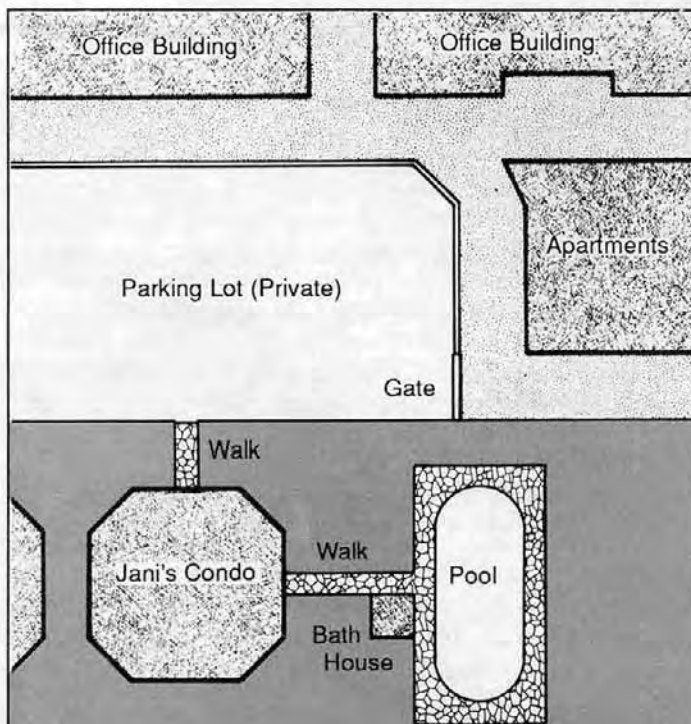 Office Building
Office Building
Apartments
Parking Lot (Private)
Gate
Walk
Walk
Jani's Condo
Pool
Bath
House